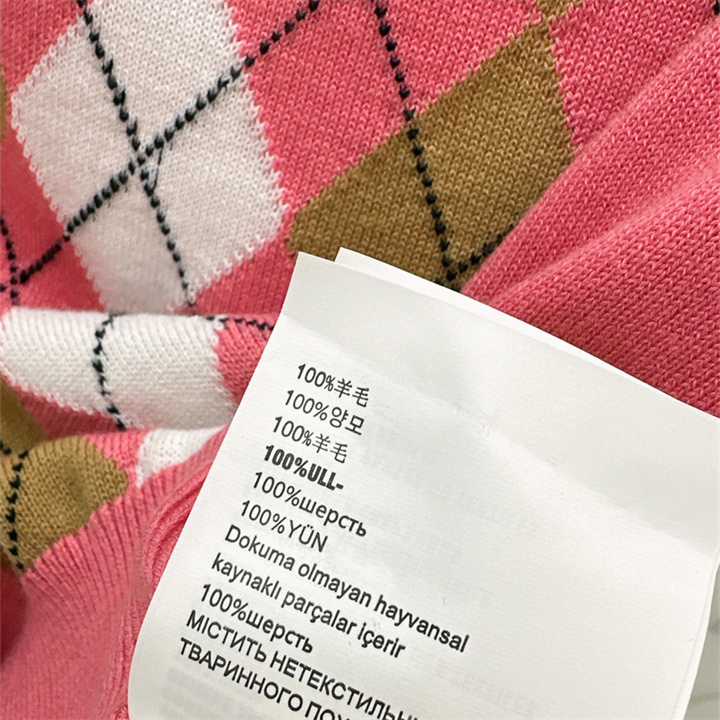 100%羊毛
100%양모
100%羊毛
100%ULL-
100%шерсть
100%YÜN
Dokuma olmayan hayvansal
kaynaklı parçalar içerir
100%шерсть
МІСТИТЬ НЕТЕКСТИЛЬНІ
ТВАРИННОГО